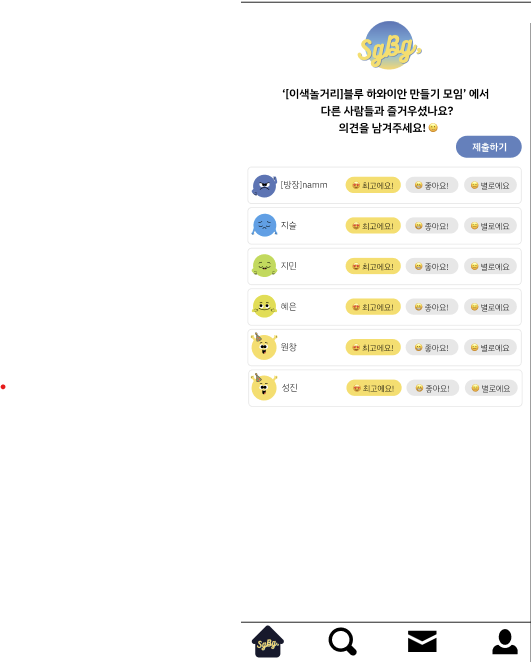 SgBg.
'[이색놀거리]블루 하와이안 만들기 모임' 에서
다른 사람들과 즐거우셨나요?
의견을 남겨주세요!
제출하기
[방장]namm 최고에요! 좋아요! 별로에요
지슬 최고에요! 좋아요! 별로에요
지민 최고에요! 좋아요! 별로에요
혜은 최고에요! 좋아요! 별로에요
원창 최고에요! 좋아요! 별로에요
성진 최고에요! 좋아요! 별로에요
SgBg.